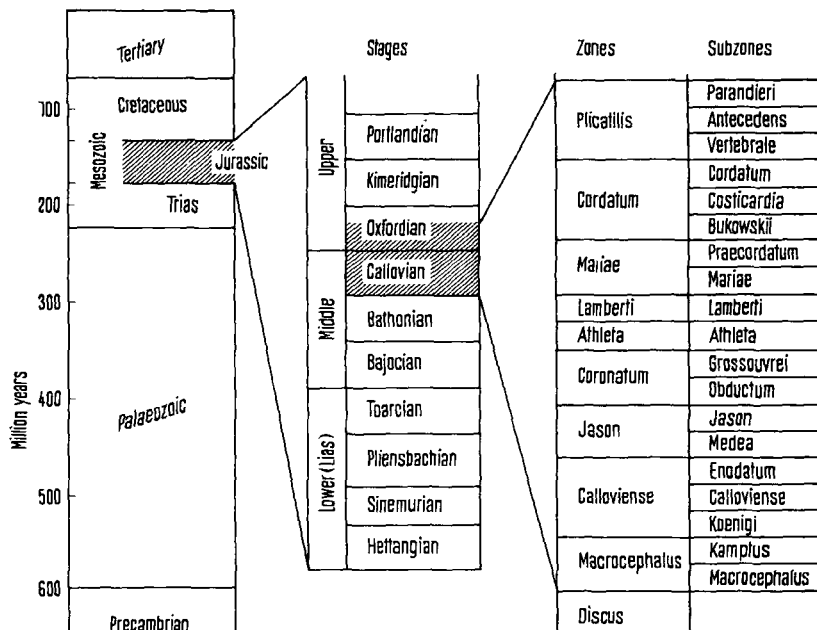 Stages
Zones
Subzones
Million years
100
200
300
400
500
600
Tertiary
Mesozoic
Cretaceous
Jurassic
Trias
Palaeozoic
Precambrian
Upper
Portlandian
Kimeridgian
Oxfordian
Middle
Callovian
Bathonian
Bajocian
Lower (Lias)
Toarcian
Pliensbachian
Sinemurian
Hettangian
Plicatilis
Parandieri
Antecedens
Vertebrale
Cordatum
Cordatum
Costicardia
Bukowskii
Mariae
Praecordatum
Mariae
Lamberti
Lamberti
Athleta
Athleta
Coronatum
Grossouvrei
Obductum
Jason
Jason
Medea
Calloviense
Enodatum
Calloviense
Koenigi
Macrocephalus
Kamptus
Macrocephalus
Discus